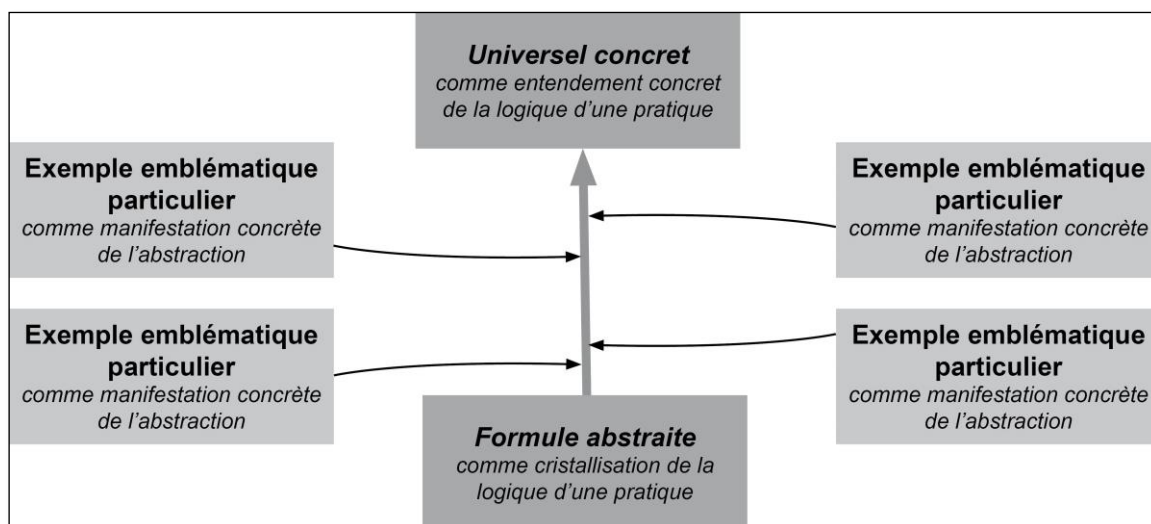 Universel concret
comme entendement concret
de la logique d’une pratique
Exemple emblématique
particulier
comme manifestation concrète
de l’abstraction
Exemple emblématique
particulier
comme manifestation concrète
de l’abstraction
Exemple emblématique
particulier
comme manifestation concrète
de l’abstraction
Exemple emblématique
particulier
comme manifestation concrète
de l’abstraction
Formule abstraite
comme cristallisation de la
logique d’une pratique